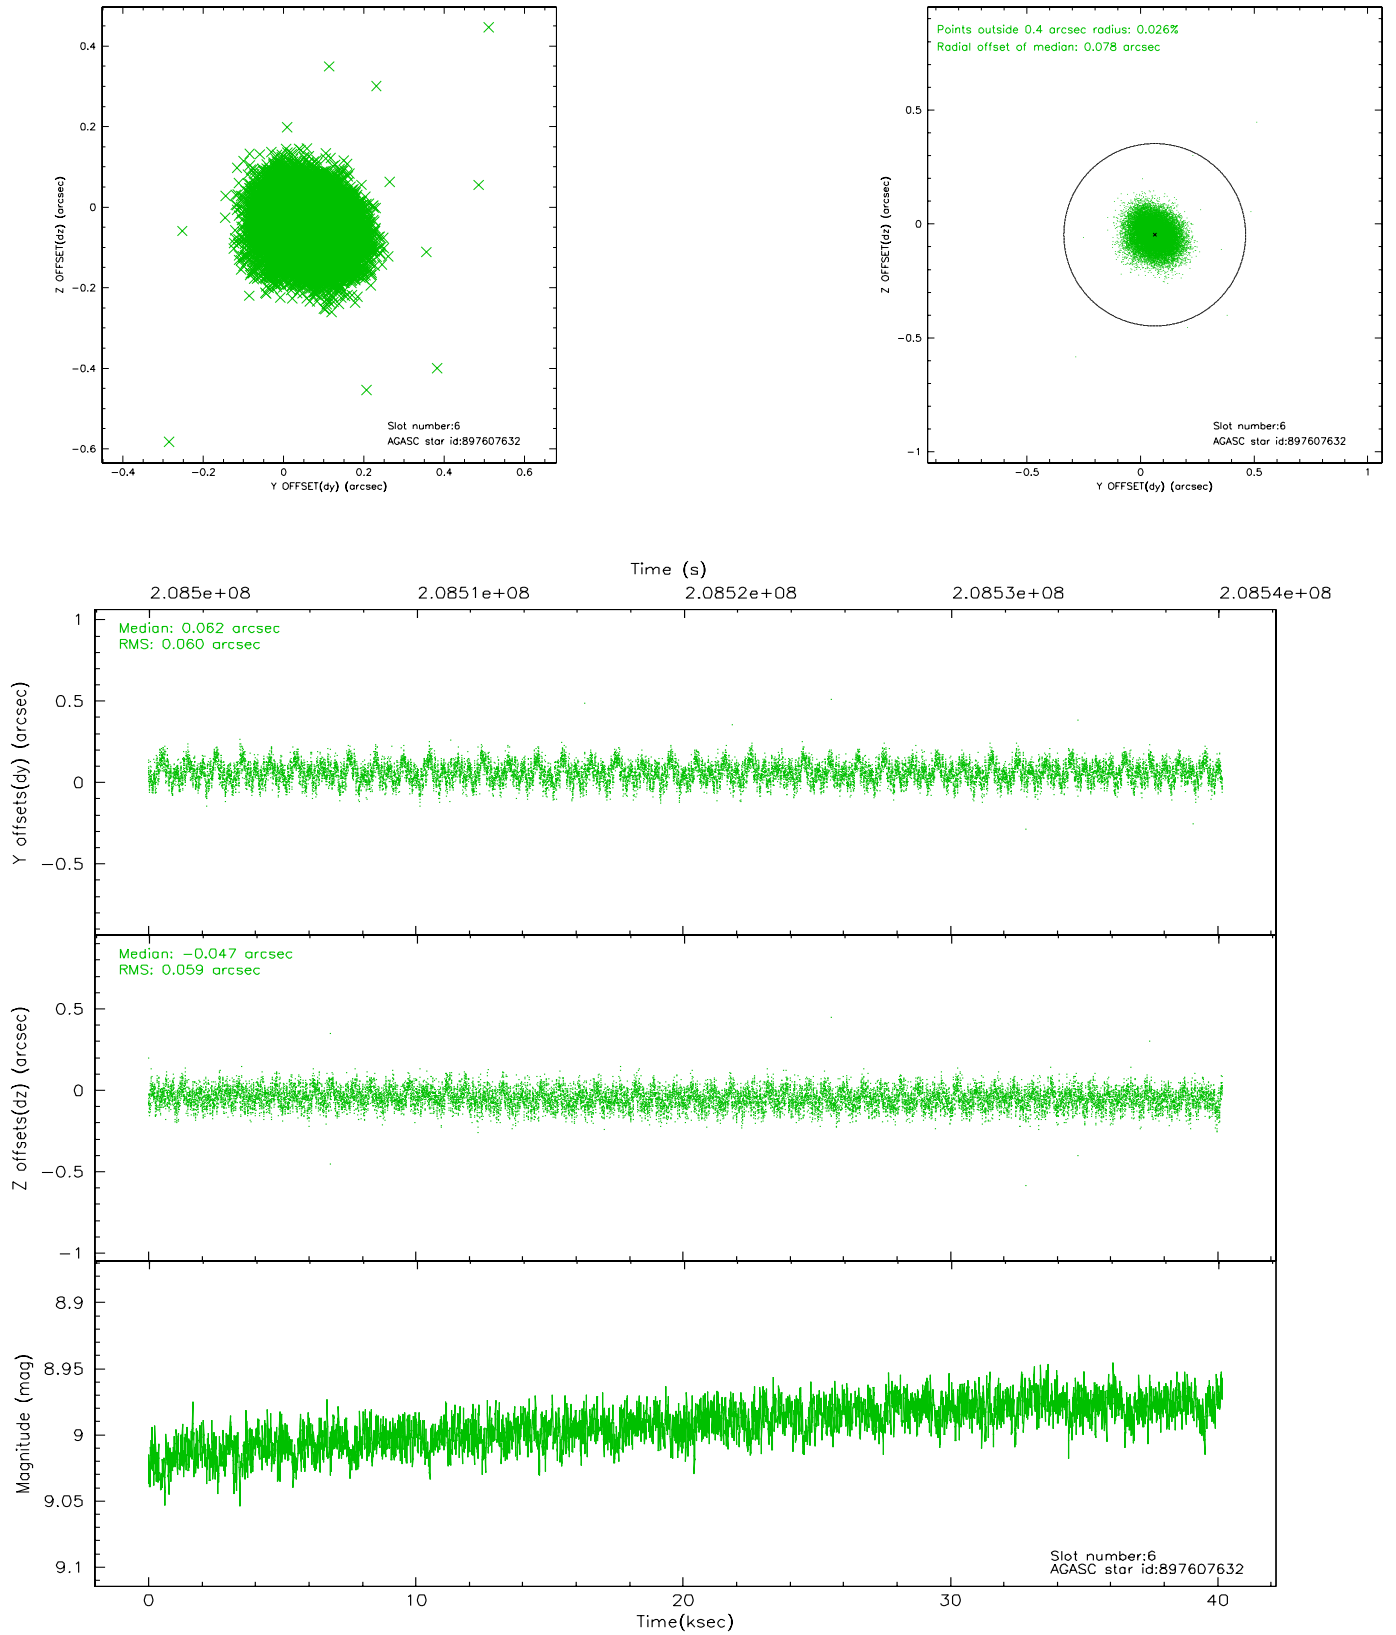 0.4
0.2
0
−0.2
−0.4
−0.6
Z OFFSET(dz) (arcsec)
Slot number:6
AGASC star id:897607632
−0.4 −0.2 0 0.2 0.4 0.6
Y OFFSET(dy) (arcsec)
Points outside 0.4 arcsec radius: 0.026%
Radial offset of median: 0.078 arcsec
0.5
0
−0.5
−1
Z OFFSET(dz) (arcsec)
Slot number:6
AGASC star id:897607632
−0.5 0 0.5 1
Y OFFSET(dy) (arcsec)
Time (s)
2.085e+08 2.0851e+08 2.0852e+08 2.0853e+08 2.0854e+08
Median: 0.062 arcsec
RMS: 0.060 arcsec
1
0.5
0
−0.5
Y offsets(dy) (arcsec)
Median: −0.047 arcsec
RMS: 0.059 arcsec
0.5
0
−0.5
−1
Z offsets(dz) (arcsec)
8.9
8.95
9
9.05
9.1
Magnitude (mag)
Slot number:6
AGASC star id:897607632
0 10 20 30 40
Time(ksec)